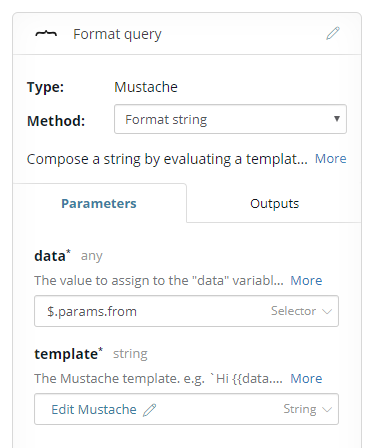 Format query
Type: Mustache
Method: Format string
Compose a string by evaluating a templat... More
Parameters Outputs
data* any
The value to assign to the "data" variabl... More
$.params.from Selector
template* string
The Mustache template. e.g. `Hi {{data.... More
Edit Mustache String